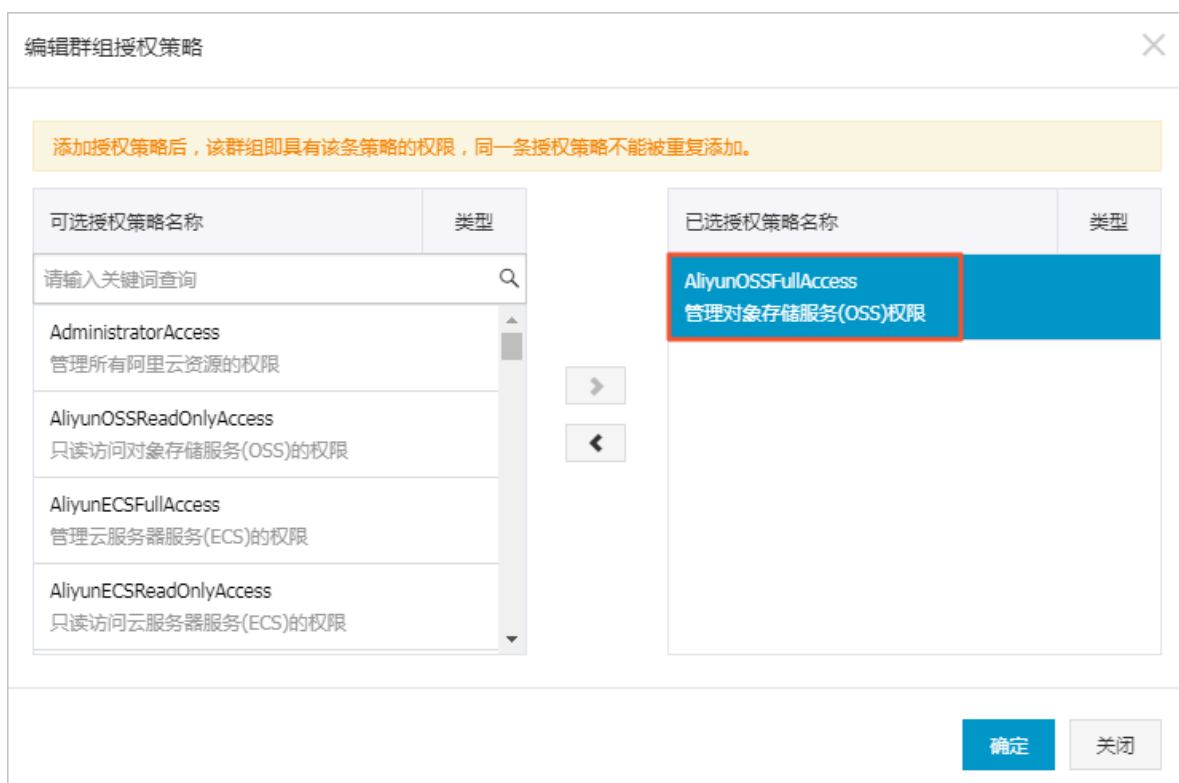 编辑群组授权策略
添加授权策略后，该群组即具有该条策略的权限，同一条授权策略不能被重复添加。
可选授权策略名称 类型
请输入关键词查询
AdministratorAccess
管理所有阿里云资源的权限
AliyunOSSReadOnlyAccess
只读访问对象存储服务(OSS)的权限
AliyunECSFullAccess
管理云服务器服务(ECS)的权限
AliyunECSReadOnlyAccess
只读访问云服务器服务(ECS)的权限
已选授权策略名称 类型
AliyunOSSFullAccess
管理对象存储服务(OSS)权限
确定 关闭